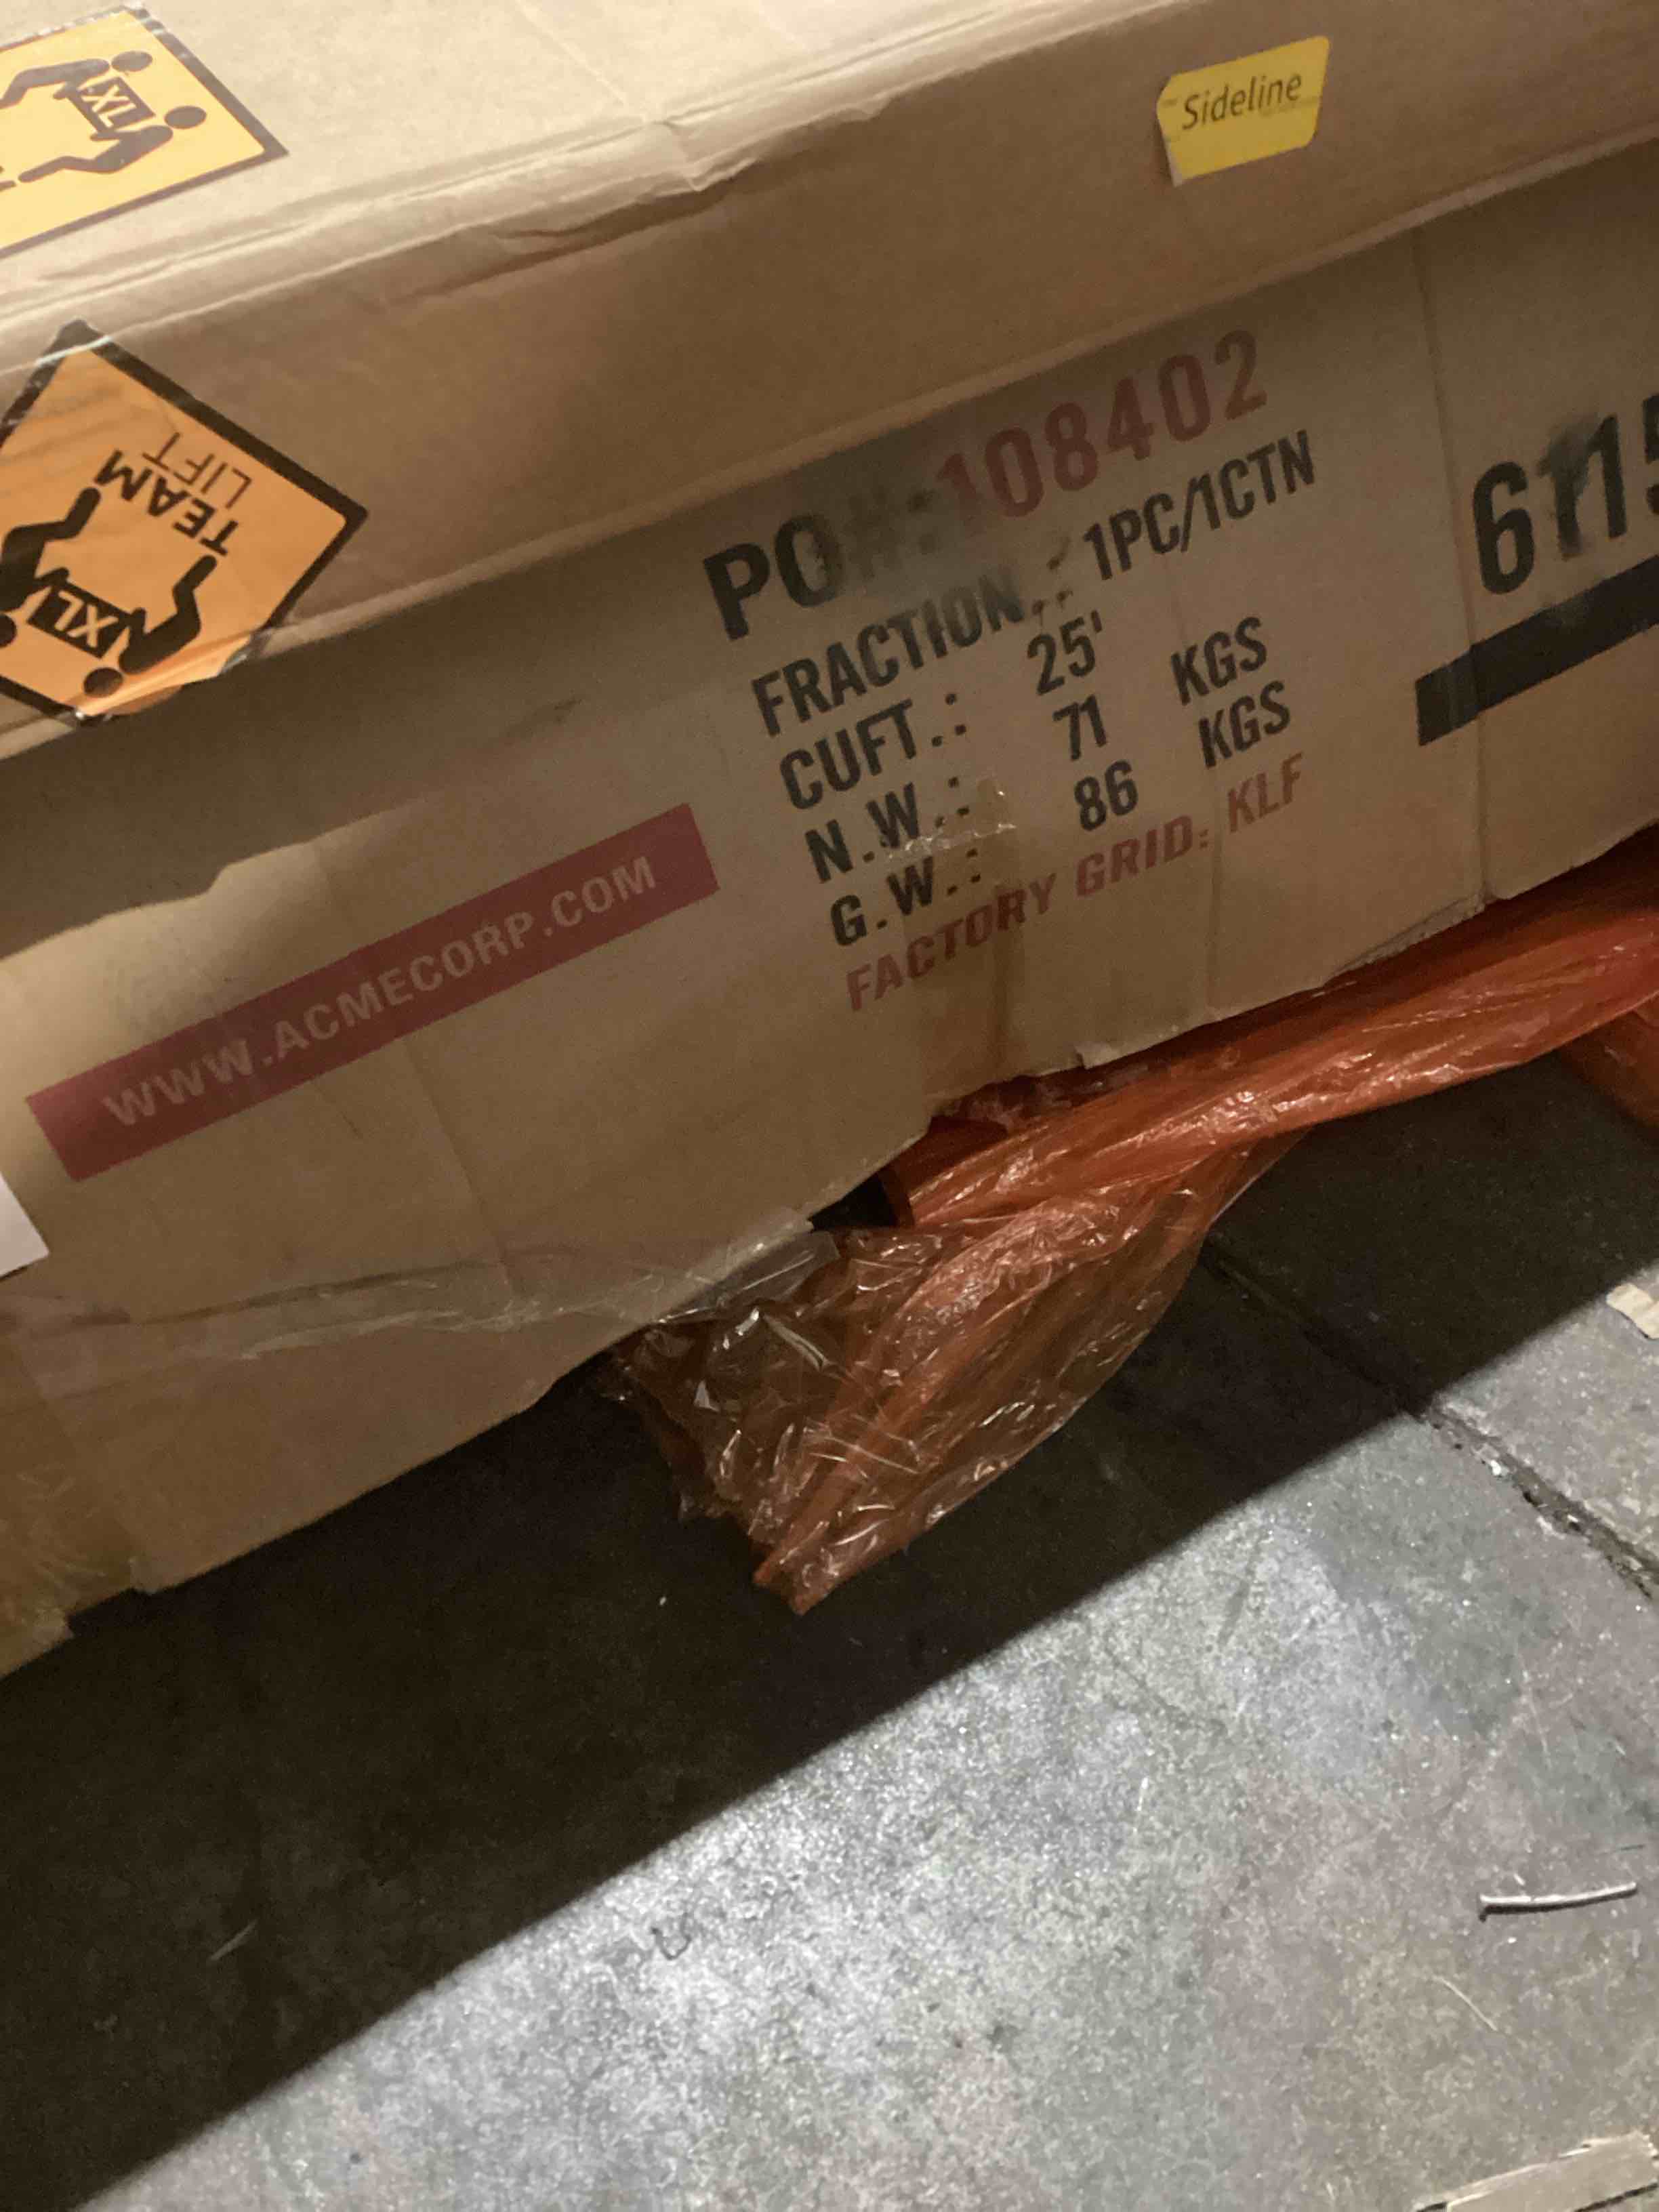 Sideline
XL
TEAM
LIFT
XL
PO#:108402
FRACTION.: 1PC/1CTN
CUFT.: 25'
N.W.: 71 KGS
G.W.: 86 KGS
FACTORY GRID: KLF
WWW.ACMECORP.COM